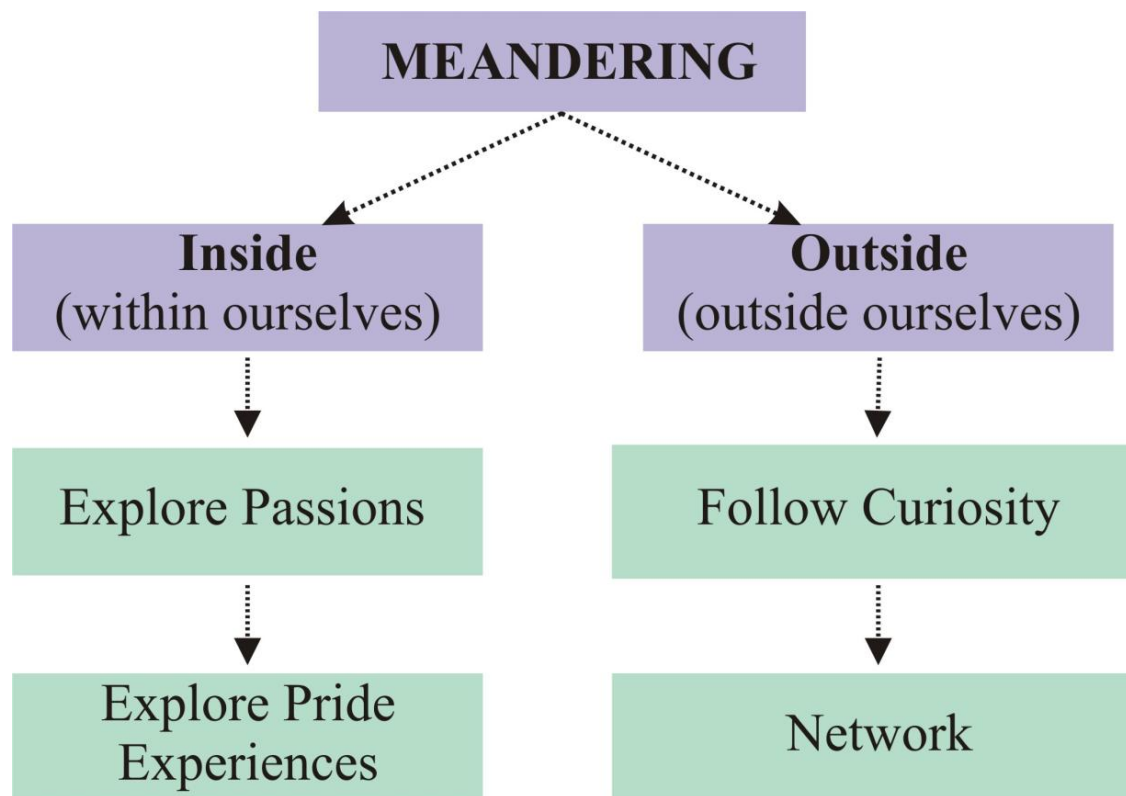 MEANDERING
Inside
(within ourselves)
Outside
(outside ourselves)
Explore Passions
Follow Curiosity
Explore Pride
Experiences
Network